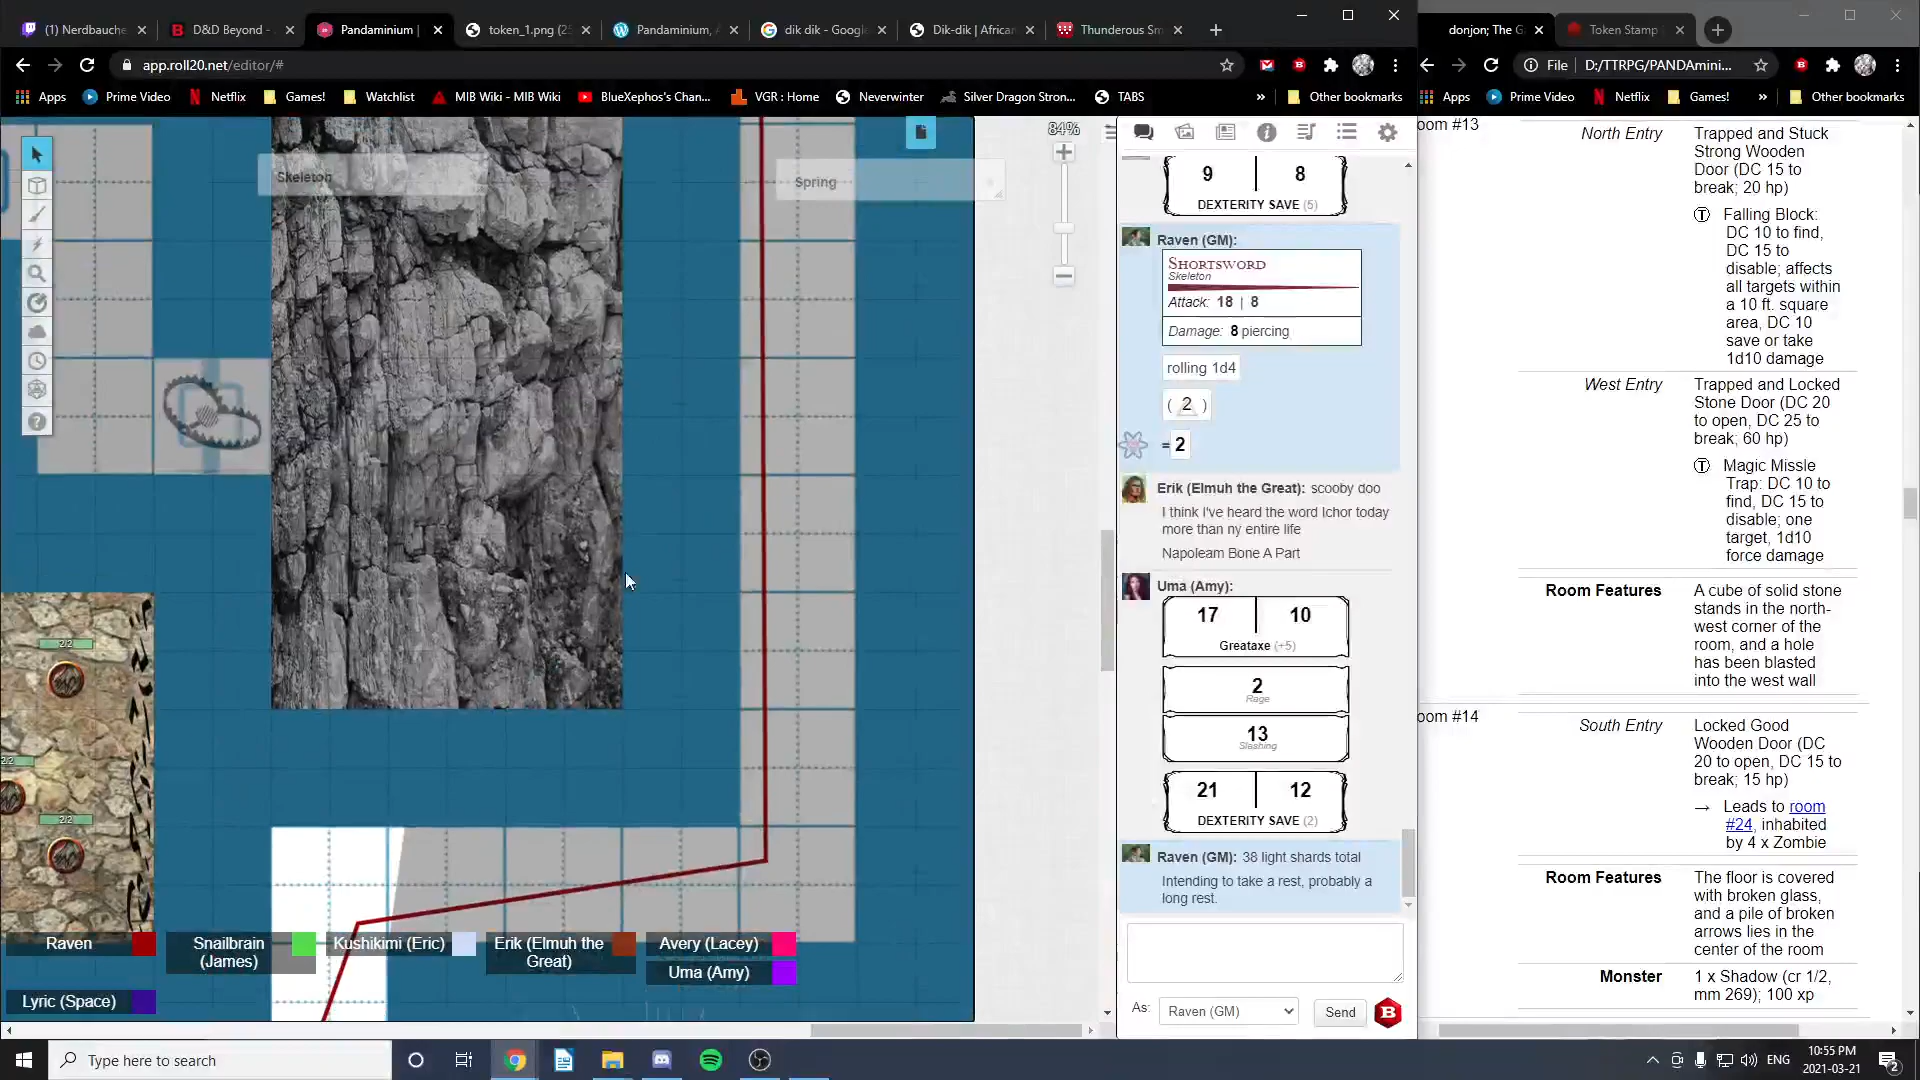 (1) Nerdbauche
D&D Beyond -
Pandaminium |
token_1.png (2
Pandaminium, A
dik dik - Google
Dik-dik | African
Thunderous Sm
donjon; The G
Token Stamp
app.roll20.net/editor/#
File | D:/TTRPG/PANDAmini...
Apps
Prime Video
Netflix
Games!
Watchlist
MIB Wiki - MIB Wiki
BlueXephos's Chan...
VGR : Home
Neverwinter
Silver Dragon Stron...
TABS
»
Other bookmarks
Apps
Prime Video
Netflix
Games!
»
Other bookmarks
Skeleton
Spring
84%
2/2
2/2
2/2
Raven
Snailbrain
(James)
Kushikimi (Eric)
Erik (Elmuh the
Great)
Avery (Lacey)
Uma (Amy)
Lyric (Space)
9 | 8
DEXTERITY SAVE (5)
Raven (GM):
SHORTSWORD
Skeleton
Attack: 18 | 8
Damage: 8 piercing
rolling 1d4
( 2 )
=2
Erik (Elmuh the Great): scooby doo
I think I've heard the word Ichor today
more than ny entire life
Napoleam Bone A Part
Uma (Amy):
17 | 10
Greataxe (+5)
2
Rage
13
Slashing
21 | 12
DEXTERITY SAVE (2)
Raven (GM): 38 light shards total
Intending to take a rest, probably a
long rest.
As:
Raven (GM)
Send
oom #13
North Entry
Trapped and Stuck
Strong Wooden
Door (DC 15 to
break; 20 hp)
Ⓣ Falling Block:
DC 10 to find,
DC 15 to
disable; affects
all targets within
a 10 ft. square
area, DC 10
save or take
1d10 damage
West Entry
Trapped and Locked
Stone Door (DC 20
to open, DC 25 to
break; 60 hp)
Ⓣ Magic Missle
Trap: DC 10 to
find, DC 15 to
disable; one
target, 1d10
force damage
Room Features
A cube of solid stone
stands in the north-
west corner of the
room, and a hole
has been blasted
into the west wall
oom #14
South Entry
Locked Good
Wooden Door (DC
20 to open, DC 15 to
break; 15 hp)
→ Leads to room
#24, inhabited
by 4 x Zombie
Room Features
The floor is covered
with broken glass,
and a pile of broken
arrows lies in the
center of the room
Monster
1 x Shadow (cr 1/2,
mm 269); 100 xp
Type here to search
ENG
10:55 PM
2021-03-21
2